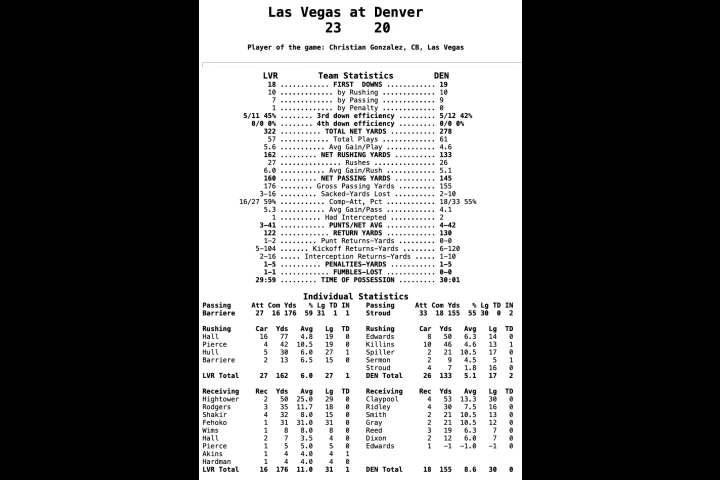 Las Vegas at Denver
23 20
Player of the game: Christian Gonzalez, CB, Las Vegas
LVR Team Statistics DEN
18 ............ FIRST DOWNS ........... 19
10 ............ by Rushing ............ 10
7 ............ by Passing ............ 9
1 ............ by Penalty ............ 0
5/11 45% ........ 3rd down efficiency ........ 5/12 42%
0/0 0% ........ 4th down efficiency ........ 0/0 0%
322 .......... TOTAL NET YARDS .......... 278
57 ............ Total Plays ............ 61
5.6 ........... Avg Gain/Play ........... 4.6
162 ......... NET RUSHING YARDS ......... 133
27 .............. Rushes .............. 26
6.0 ........... Avg Gain/Rush ........... 5.1
160 ......... NET PASSING YARDS ......... 145
176 ........ Gross Passing Yards ........ 155
3-16 ......... Sacked-Yards Lost ......... 2-10
16/27 59% ........... Comp-Att, Pct ........... 18/33 55%
5.3 ........... Avg Gain/Pass ........... 4.1
1 .......... Had Intercepted .......... 2
3-41 ........... PUNTS/NET AVG ........... 4-42
122 ............ RETURN YARDS ............ 130
1-2 ........ Punt Returns-Yards ........ 0-0
5-104 ....... Kickoff Returns-Yards ....... 6-120
2-16 ..... Interception Returns-Yards ..... 1-10
1-5 .......... PENALTIES-YARDS .......... 1-5
1-1 ............ FUMBLES-LOST ............ 0-0
29:59 ......... TIME OF POSSESSION ......... 30:01
Individual Statistics
Passing Att Com Yds % Lg TD IN Passing Att Com Yds % Lg TD IN
Barriere 27 16 176 59 31 1 1 Stroud 33 18 155 55 30 0 2
Rushing Car Yds Avg Lg TD Rushing Car Yds Avg Lg TD
Hall 16 77 4.8 19 0 Edwards 8 50 6.3 14 0
Pierce 4 42 10.5 19 0 Killins 10 46 4.6 13 1
Hull 5 30 6.0 27 1 Spiller 2 21 10.5 17 0
Barriere 2 13 6.5 15 0 Sermon 2 9 4.5 5 1
Stroud 4 7 1.8 16 0
LVR Total 27 162 6.0 27 1 DEN Total 26 133 5.1 17 2
Receiving Rec Yds Avg Lg TD Receiving Rec Yds Avg Lg TD
Hightower 2 50 25.0 29 0 Claypool 4 53 13.3 30 0
Rodgers 3 35 11.7 18 0 Ridley 4 30 7.5 16 0
Shakir 4 32 8.0 15 0 Smith 2 21 10.5 13 0
Fehoko 1 31 31.0 31 0 Gray 2 21 10.5 12 0
Wims 1 8 8.0 8 0 Reed 3 19 6.3 7 0
Hall 2 7 3.5 4 0 Dixon 2 12 6.0 7 0
Pierce 1 5 5.0 5 0 Edwards 1 -1 -1.0 -1 0
Akins 1 4 4.0 4 1
Hardman 1 4 4.0 4 0
LVR Total 16 176 11.0 31 1 DEN Total 18 155 8.6 30 0